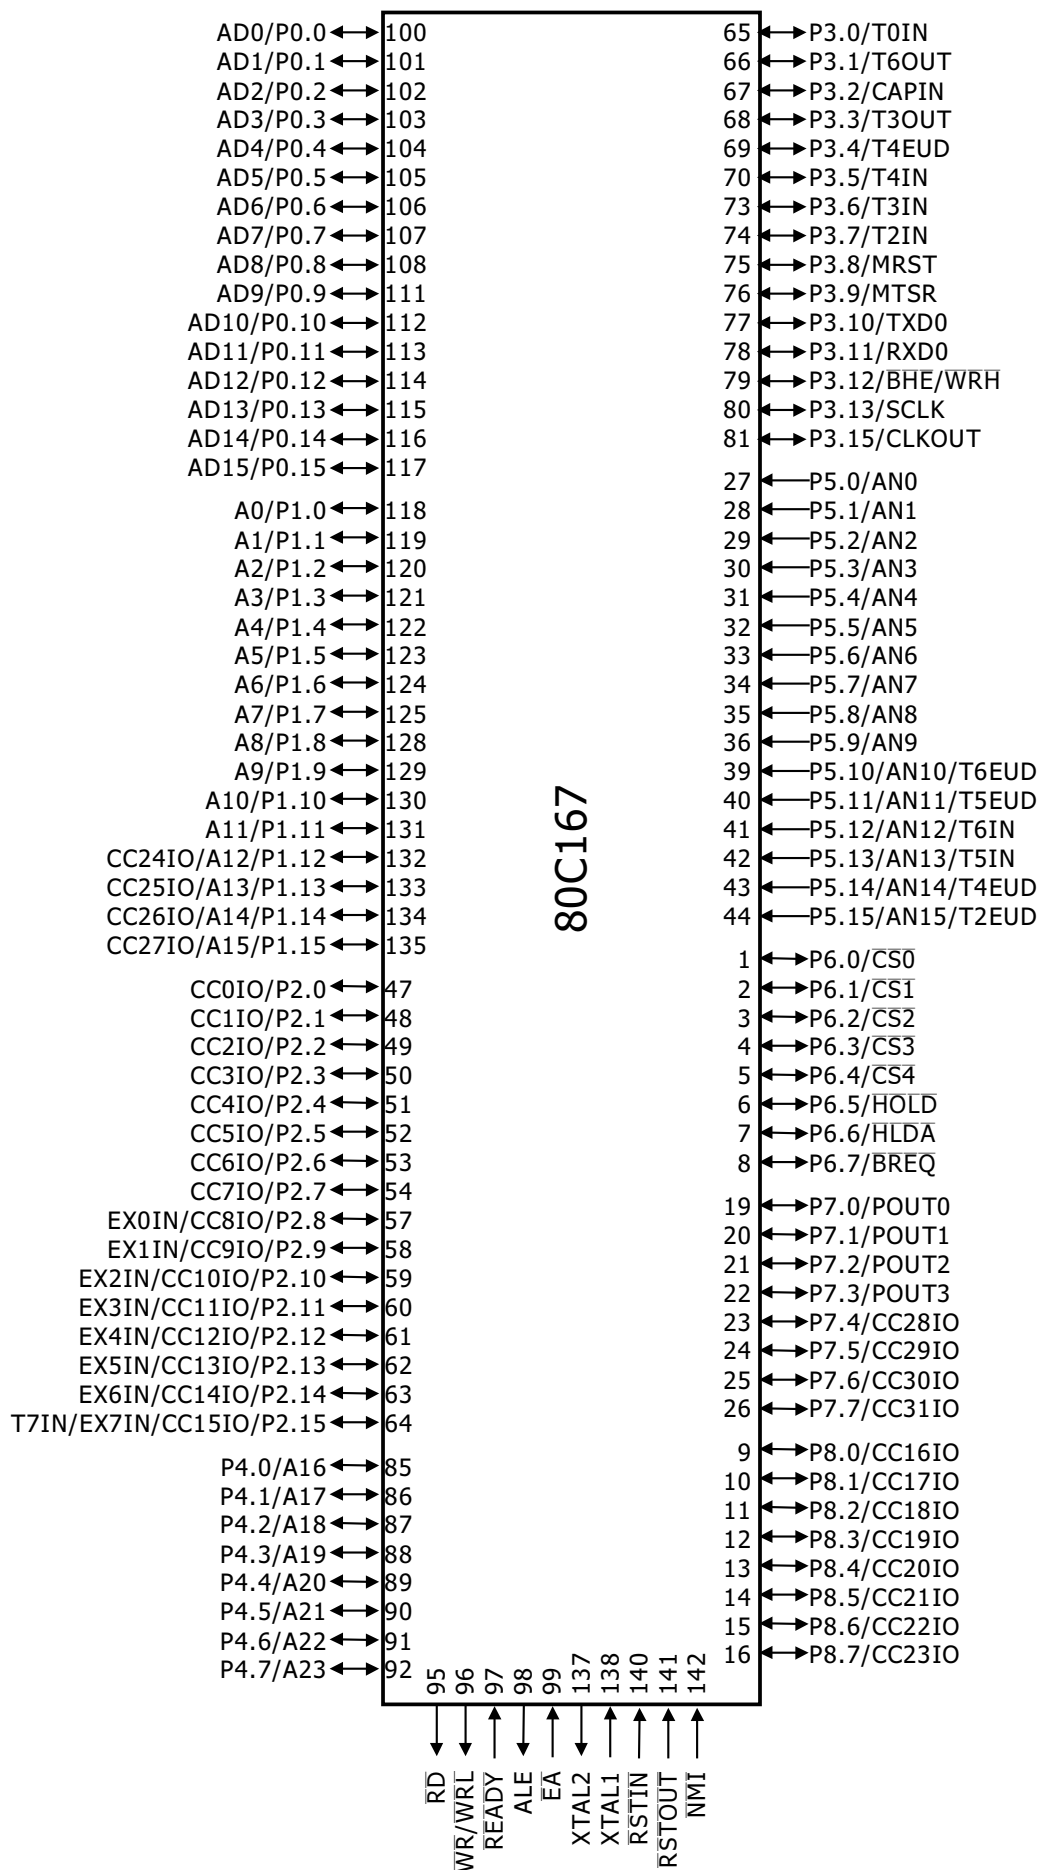 AD0/P0.0 100 65 P3.0/T0IN
AD1/P0.1 101 66 P3.1/T6OUT
AD2/P0.2 102 67 P3.2/CAPIN
AD3/P0.3 103 68 P3.3/T3OUT
AD4/P0.4 104 69 P3.4/T4EUD
AD5/P0.5 105 70 P3.5/T4IN
AD6/P0.6 106 73 P3.6/T3IN
AD7/P0.7 107 74 P3.7/T2IN
AD8/P0.8 108 75 P3.8/MRST
AD9/P0.9 111 76 P3.9/MTSR
AD10/P0.10 112 77 P3.10/TXD0
AD11/P0.11 113 78 P3.11/RXD0
AD12/P0.12 114 79 P3.12/B̅H̅E̅/W̅R̅H̅
AD13/P0.13 115 80 P3.13/SCLK
AD14/P0.14 116 81 P3.15/CLKOUT
AD15/P0.15 117 27 P5.0/AN0
A0/P1.0 118 28 P5.1/AN1
A1/P1.1 119 29 P5.2/AN2
A2/P1.2 120 30 P5.3/AN3
A3/P1.3 121 31 P5.4/AN4
A4/P1.4 122 32 P5.5/AN5
A5/P1.5 123 33 P5.6/AN6
A6/P1.6 124 34 P5.7/AN7
A7/P1.7 125 35 P5.8/AN8
A8/P1.8 128 36 P5.9/AN9
A9/P1.9 129 39 P5.10/AN10/T6EUD
A10/P1.10 130 40 P5.11/AN11/T5EUD
A11/P1.11 131 41 P5.12/AN12/T6IN
CC24IO/A12/P1.12 132 42 P5.13/AN13/T5IN
CC25IO/A13/P1.13 133 43 P5.14/AN14/T4EUD
CC26IO/A14/P1.14 134 44 P5.15/AN15/T2EUD
80C167
CC27IO/A15/P1.15 135 1 P6.0/C̅S̅0̅
CC0IO/P2.0 47 2 P6.1/C̅S̅1̅
CC1IO/P2.1 48 3 P6.2/C̅S̅2̅
CC2IO/P2.2 49 4 P6.3/C̅S̅3̅
CC3IO/P2.3 50 5 P6.4/C̅S̅4̅
CC4IO/P2.4 51 6 P6.5/H̅O̅L̅D̅
CC5IO/P2.5 52 7 P6.6/H̅L̅D̅A̅
CC6IO/P2.6 53 8 P6.7/B̅R̅E̅Q̅
CC7IO/P2.7 54 19 P7.0/POUT0
EX0IN/CC8IO/P2.8 57 20 P7.1/POUT1
EX1IN/CC9IO/P2.9 58 21 P7.2/POUT2
EX2IN/CC10IO/P2.10 59 22 P7.3/POUT3
EX3IN/CC11IO/P2.11 60 23 P7.4/CC28IO
EX4IN/CC12IO/P2.12 61 24 P7.5/CC29IO
EX5IN/CC13IO/P2.13 62 25 P7.6/CC30IO
EX6IN/CC14IO/P2.14 63 26 P7.7/CC31IO
T7IN/EX7IN/CC15IO/P2.15 64 9 P8.0/CC16IO
P4.0/A16 85 10 P8.1/CC17IO
P4.1/A17 86 11 P8.2/CC18IO
P4.2/A18 87 12 P8.3/CC19IO
P4.3/A19 88 13 P8.4/CC20IO
P4.4/A20 89 14 P8.5/CC21IO
P4.5/A21 90 15 P8.6/CC22IO
P4.6/A22 91 16 P8.7/CC23IO
P4.7/A23 92
95 R̅D̅
96 W̅R̅/W̅R̅L̅
97 R̅E̅A̅D̅Y̅
98 ALE
99 E̅A̅
137 XTAL2
138 XTAL1
140 R̅S̅T̅I̅N̅
141 R̅S̅T̅O̅U̅T̅
142 N̅M̅I̅